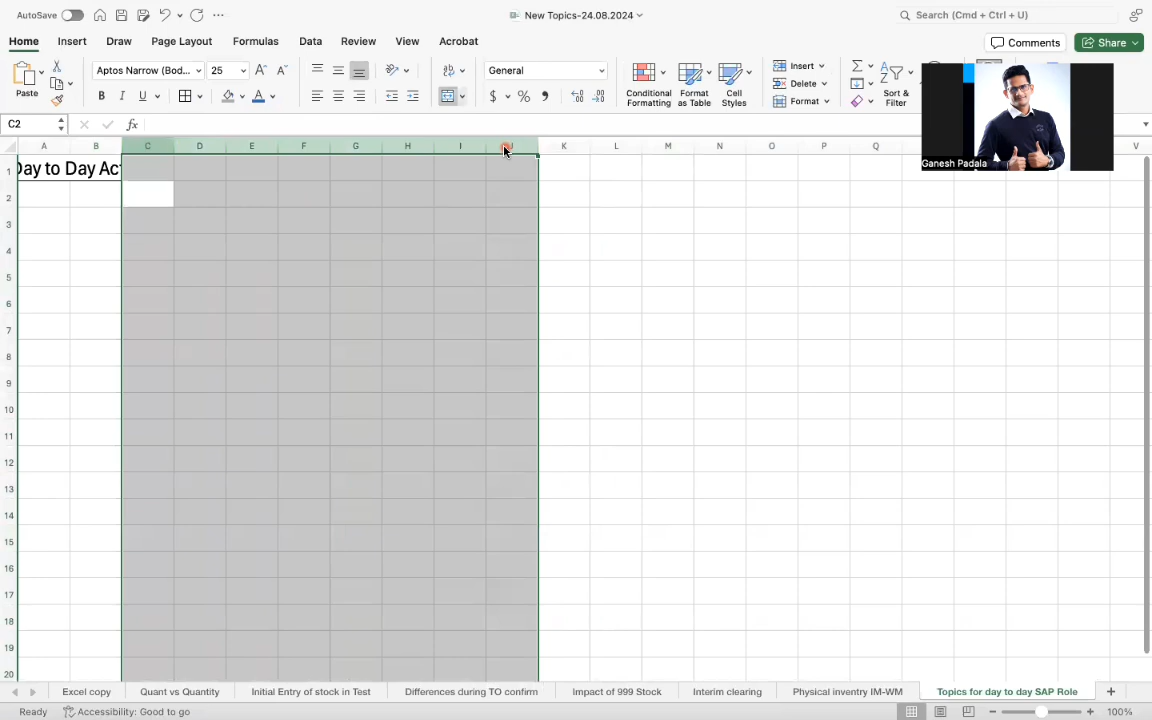 AutoSave
New Topics-24.08.2024
Search (Cmd + Ctrl + U)
Home Insert Draw Page Layout Formulas Data Review View Acrobat
Comments Share
Paste
Aptos Narrow (Bod... 25
B I U
General
$ %
Conditional Formatting
Format as Table
Cell Styles
Insert
Delete
Format
Sort & Filter
Ganesh Padala
C2
fx
A B C D E F G H I J K L M N O P Q V
1 Day to Day Act
2
3
4
5
6
7
8
9
10
11
12
13
14
15
16
17
18
19
20
Excel copy Quant vs Quantity Initial Entry of stock in Test Differences during TO confirm Impact of 999 Stock Interim clearing Physical inventry IM-WM Topics for day to day SAP Role
Ready Accessibility: Good to go 100%